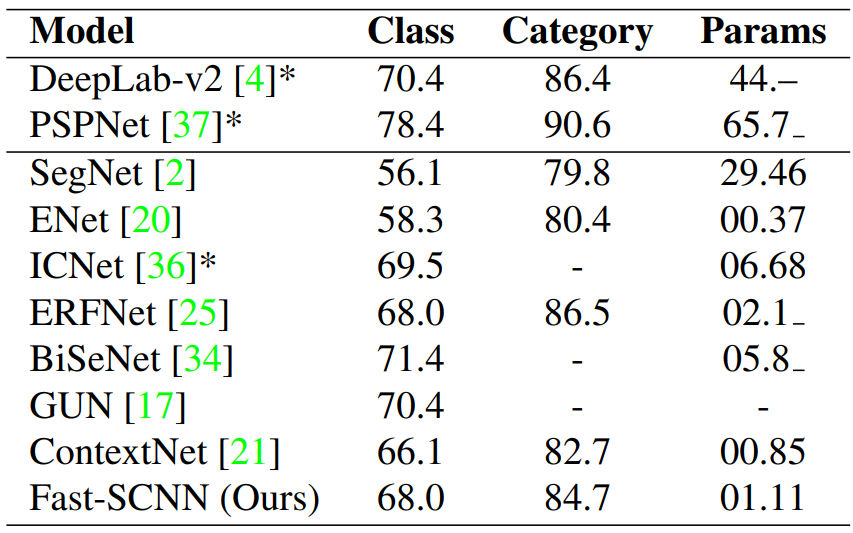 Model Class Category Params
DeepLab-v2 [4]* 70.4 86.4 44.–
PSPNet [37]* 78.4 90.6 65.7_
SegNet [2] 56.1 79.8 29.46
ENet [20] 58.3 80.4 00.37
ICNet [36]* 69.5 - 06.68
ERFNet [25] 68.0 86.5 02.1_
BiSeNet [34] 71.4 - 05.8_
GUN [17] 70.4 - -
ContextNet [21] 66.1 82.7 00.85
Fast-SCNN (Ours) 68.0 84.7 01.11